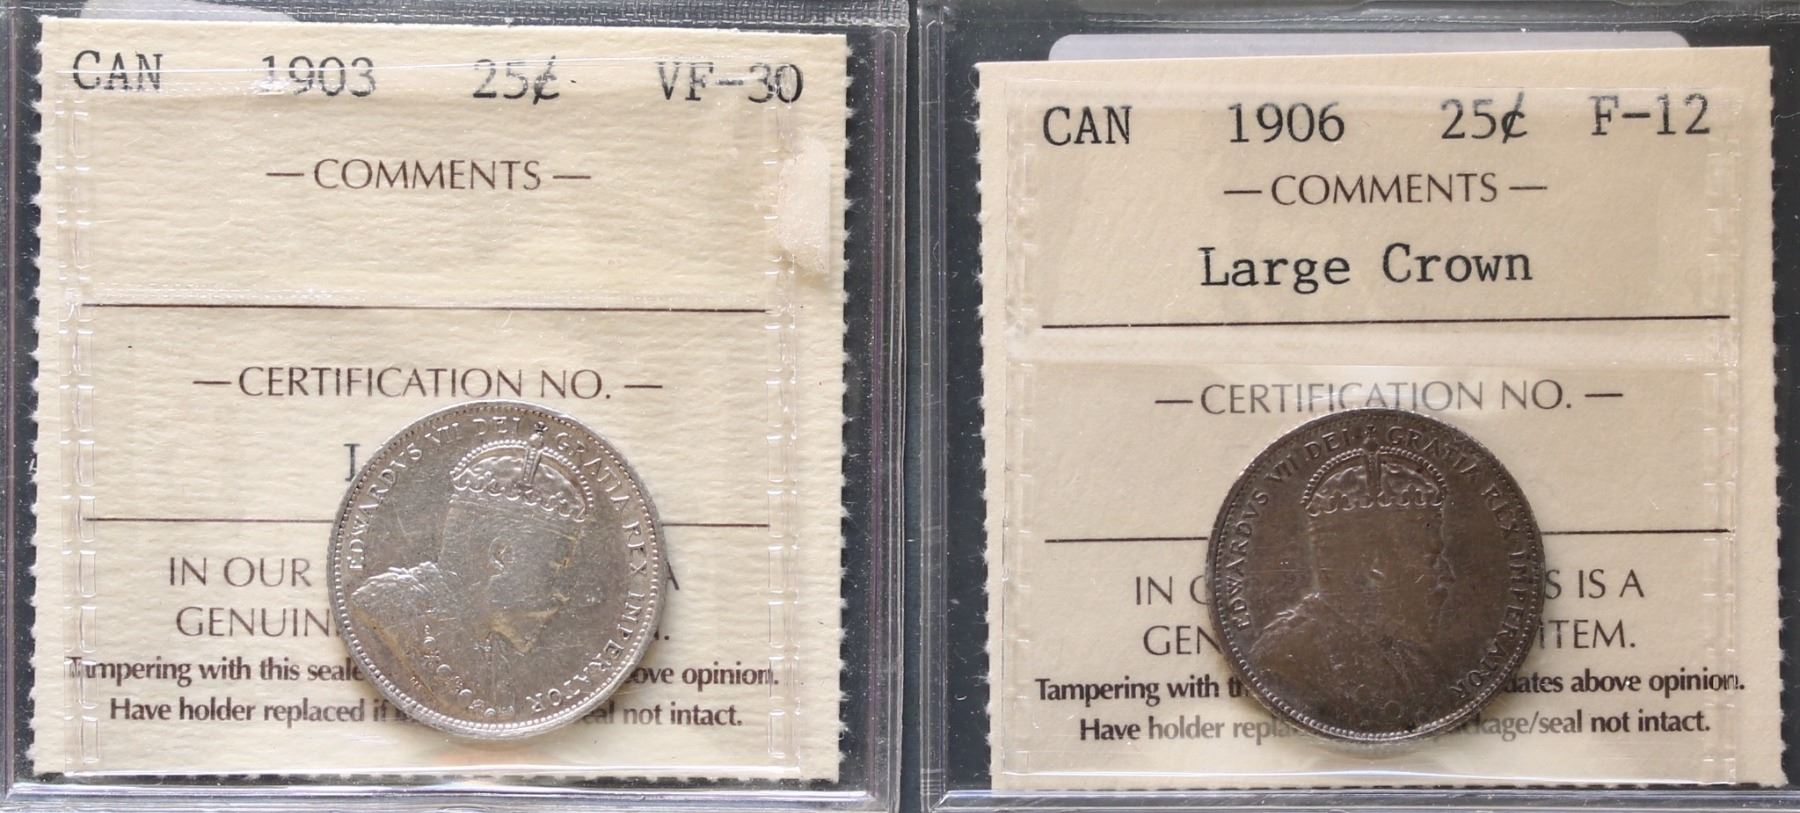 CAN 1903 25¢ VF-30
— COMMENTS —
— CERTIFICATION NO. —
I
IN OUR A
GENUIN .
Tampering with this seale ove opinion.
Have holder replaced if eal not intact.
EDWARDVS VII DEI GRATIA REX IMPERATOR
CAN 1906 25¢ F-12
— COMMENTS —
Large Crown
— CERTIFICATION NO. —
IN O S IS A
GEN ITEM.
Tampering with th dates above opinion.
Have holder repla ckage/seal not intact.
EDWARDVS VII DEI GRATIA REX IMPERATOR